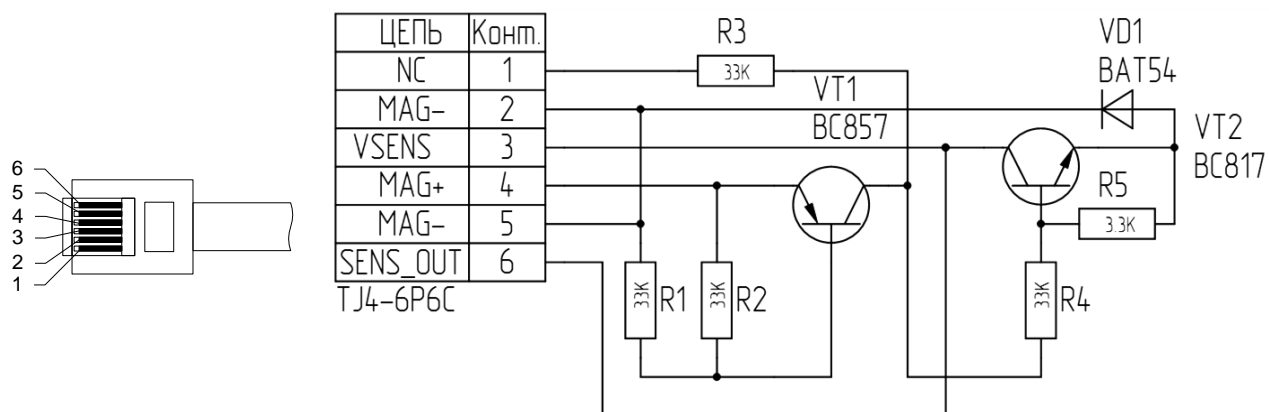 6
5
4
3
2
1
ЦЕПЬ Конт.
NC 1
MAG- 2
VSENS 3
MAG+ 4
MAG- 5
SENS_OUT 6
TJ4-6P6C
R3
33K
VT1
BC857
VD1
BAT54
VT2
BC817
R5
3.3K
33K R1
33K R2
33K R4